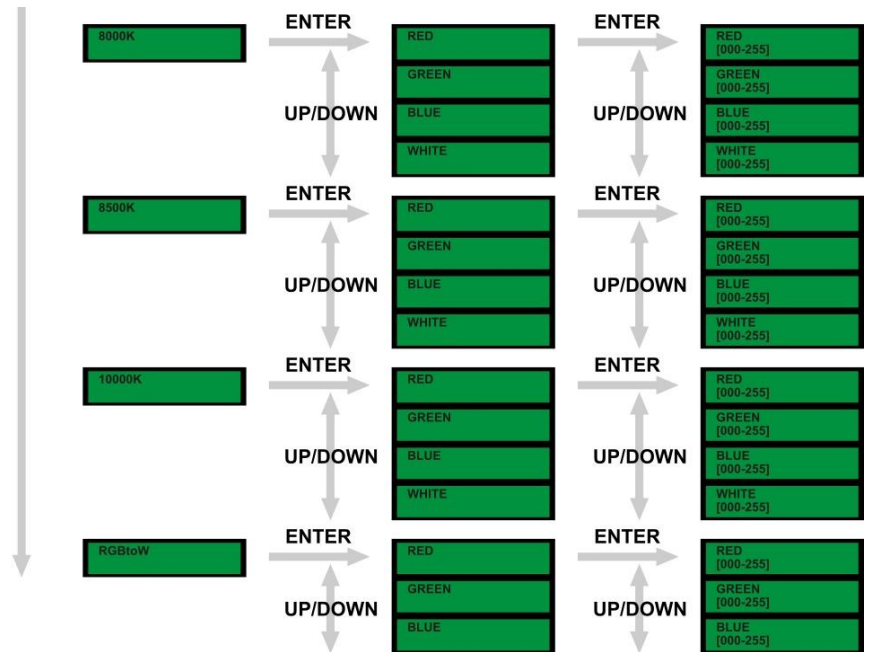 8000K
ENTER
RED
ENTER
RED
[000-255]
GREEN
GREEN
[000-255]
UP/DOWN
BLUE
UP/DOWN
BLUE
[000-255]
WHITE
WHITE
[000-255]
8500K
ENTER
RED
ENTER
RED
[000-255]
GREEN
GREEN
[000-255]
UP/DOWN
BLUE
UP/DOWN
BLUE
[000-255]
WHITE
WHITE
[000-255]
10000K
ENTER
RED
ENTER
RED
[000-255]
GREEN
GREEN
[000-255]
UP/DOWN
BLUE
UP/DOWN
BLUE
[000-255]
WHITE
WHITE
[000-255]
RGBtoW
ENTER
RED
ENTER
RED
[000-255]
GREEN
GREEN
[000-255]
UP/DOWN
BLUE
UP/DOWN
BLUE
[000-255]